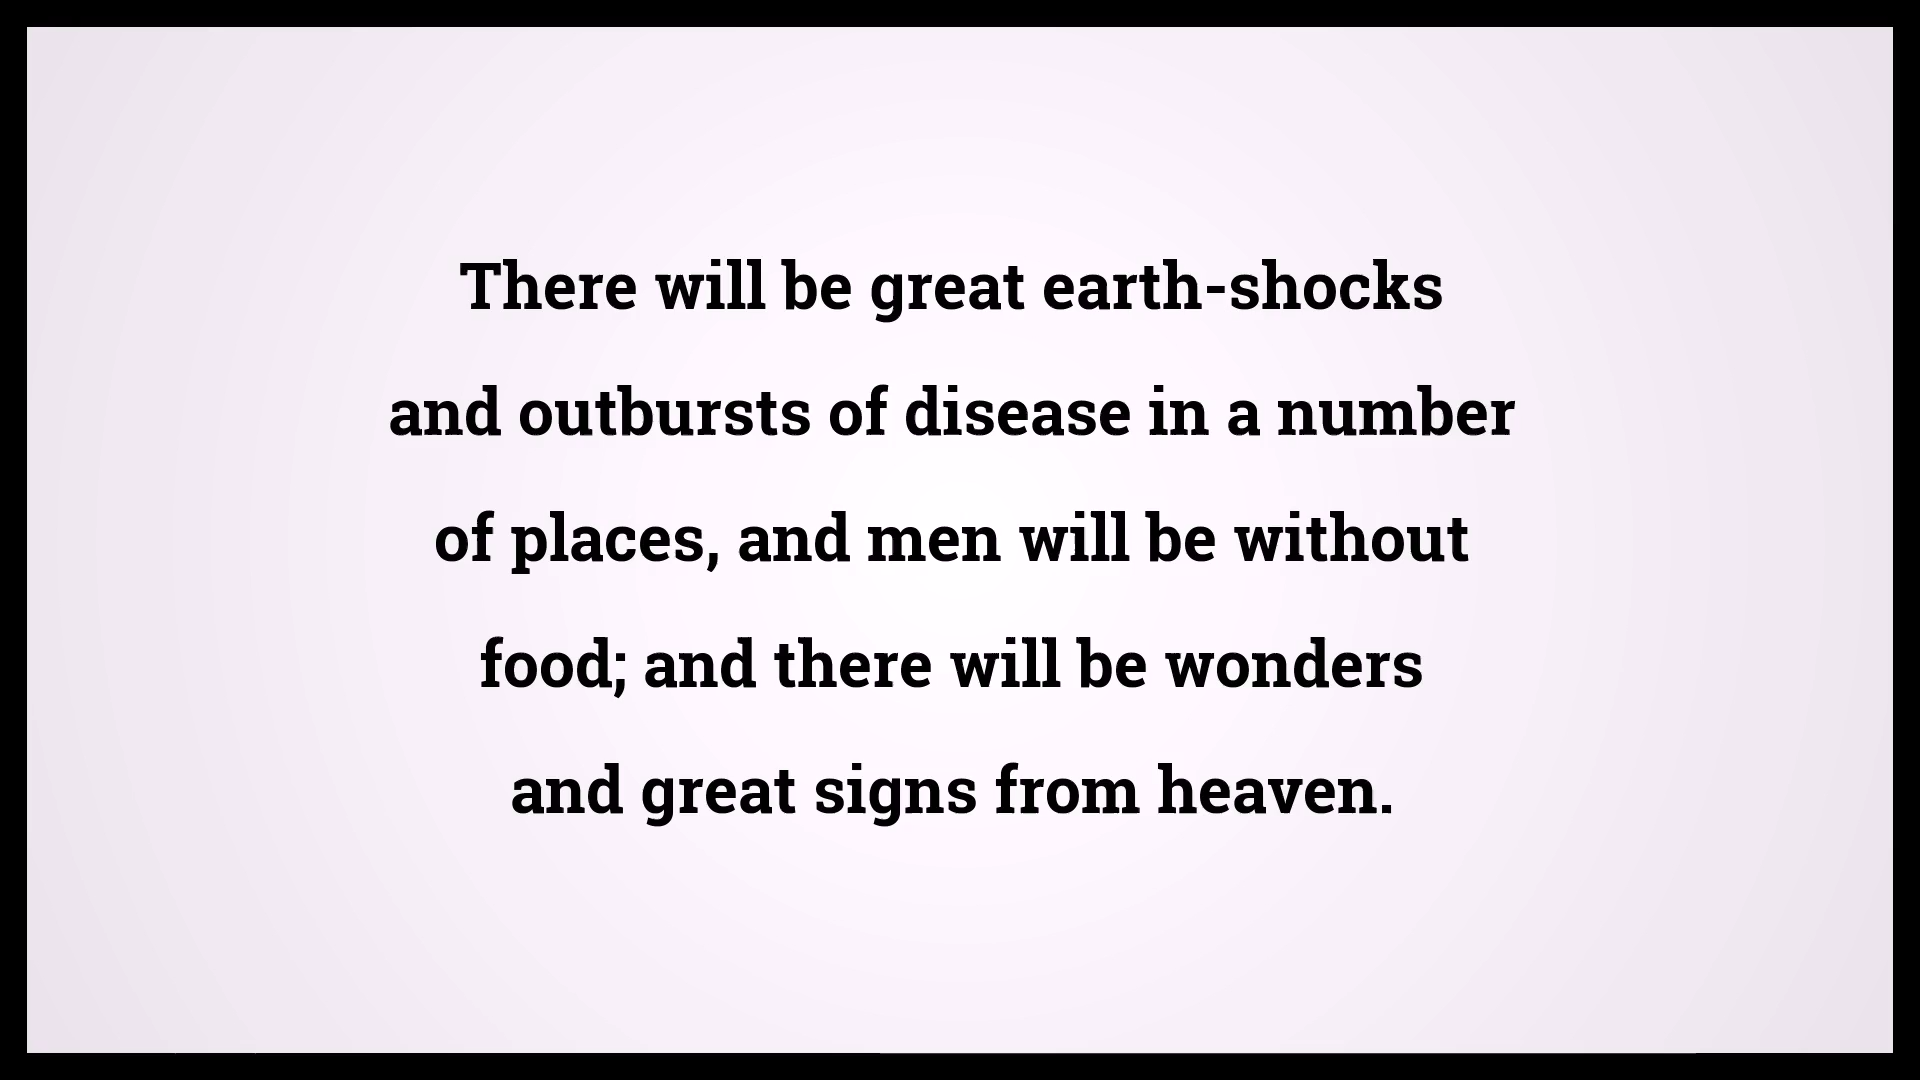 There will be great earth-shocks
and outbursts of disease in a number
of places, and men will be without
food; and there will be wonders
and great signs from heaven.